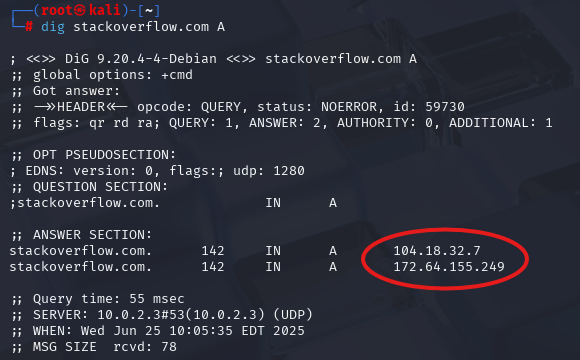 ┌──(root㉿kali)-[~]
└─# dig stackoverflow.com A
; <<>> DiG 9.20.4-4-Debian <<>> stackoverflow.com A
;; global options: +cmd
;; Got answer:
;; ->>HEADER<<- opcode: QUERY, status: NOERROR, id: 59730
;; flags: qr rd ra; QUERY: 1, ANSWER: 2, AUTHORITY: 0, ADDITIONAL: 1
;; OPT PSEUDOSECTION:
; EDNS: version: 0, flags:; udp: 1280
;; QUESTION SECTION:
;stackoverflow.com. IN A
;; ANSWER SECTION:
stackoverflow.com. 142 IN A 104.18.32.7
stackoverflow.com. 142 IN A 172.64.155.249
;; Query time: 55 msec
;; SERVER: 10.0.2.3#53(10.0.2.3) (UDP)
;; WHEN: Wed Jun 25 10:05:35 EDT 2025
;; MSG SIZE rcvd: 78